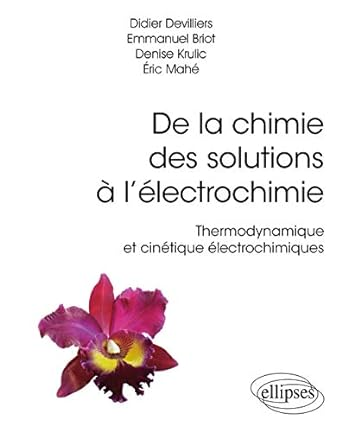 Didier Devilliers
Emmanuel Briot
Denise Krulic
Éric Mahé
De la chimie
des solutions
à l'électrochimie
Thermodynamique
et cinétique électrochimiques
ellipses